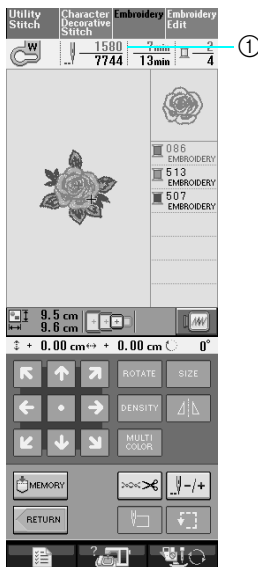 Utility Stitch
Character Decorative Stitch
Embroidery
Embroidery Edit
W
1580
7744
7min
13min
2
4
①
086
EMBROIDERY
513
EMBROIDERY
507
EMBROIDERY
9.5 cm
9.6 cm
+ 0.00 cm + 0.00 cm 0°
ROTATE
SIZE
DENSITY
MULTI COLOR
MEMORY
-/+
RETURN
?